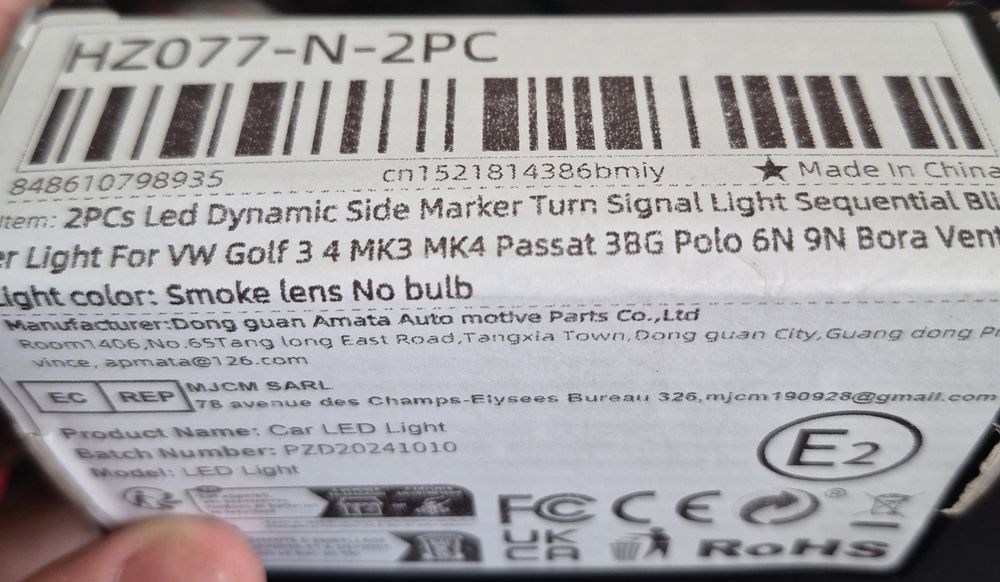 HZ077-N-2PC
848610798935 cn1521814386bmiy ★ Made In China
Item: 2PCs Led Dynamic Side Marker Turn Signal Light Sequential Bli
er Light For VW Golf 3 4 MK3 MK4 Passat 3BG Polo 6N 9N Bora Vent
Light color: Smoke lens No bulb
Manufacturer:Dong guan Amata Auto motive Parts Co.,Ltd
Room1406,No.65Tang long East Road,Tangxia Town,Dong guan City,Guang dong P
vince, apmata@126.com
EC REP MJCM SARL
78 avenue des Champs-Elysees Bureau 326,mjcm190928@gmail.com
Product Name: Car LED Light
Batch Number: PZD20241010
Model: LED Light
E2
FC CE ®
UK
CA RoHS